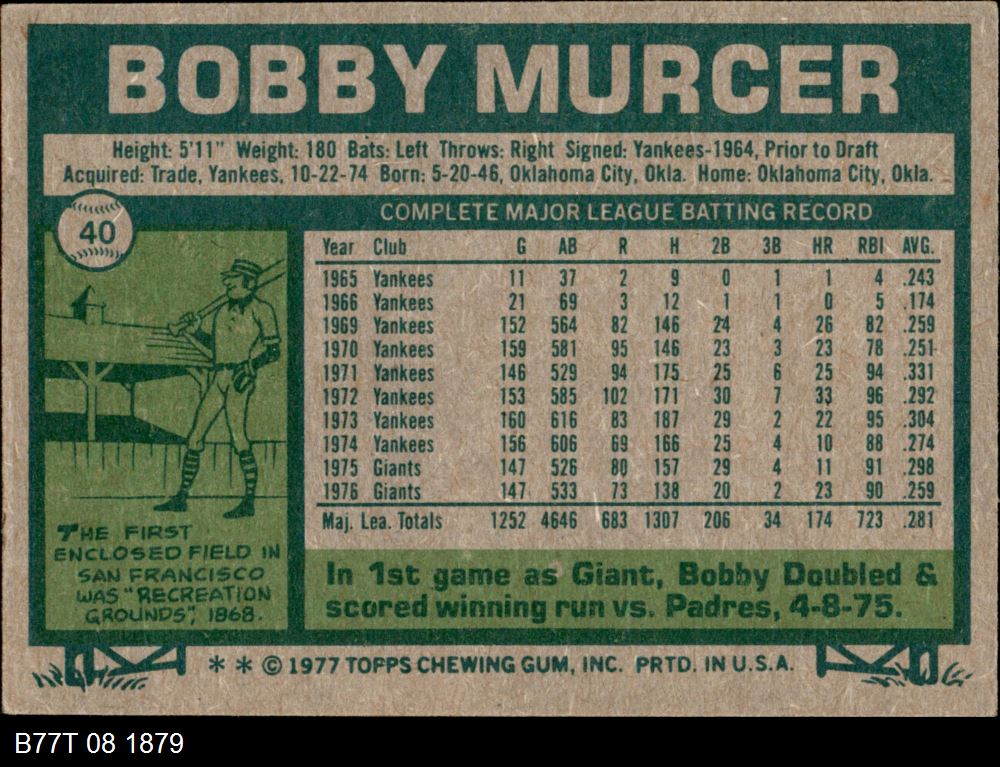 BOBBY MURCER
Height: 5'11" Weight: 180 Bats: Left Throws: Right Signed: Yankees-1964, Prior to Draft
Acquired: Trade, Yankees, 10-22-74 Born: 5-20-46, Oklahoma City, Okla. Home: Oklahoma City, Okla.
40
COMPLETE MAJOR LEAGUE BATTING RECORD
Year Club G AB R H 2B 3B HR RBI AVG.
1965 Yankees 11 37 2 9 0 1 1 4 .243
1966 Yankees 21 69 3 12 1 1 0 5 .174
1969 Yankees 152 564 82 146 24 4 26 82 .259
1970 Yankees 159 581 95 146 23 3 23 78 .251
1971 Yankees 146 529 94 175 25 6 25 94 .331
1972 Yankees 153 585 102 171 30 7 33 96 .292
1973 Yankees 160 616 83 187 29 2 22 95 .304
1974 Yankees 156 606 69 166 25 4 10 88 .274
1975 Giants 147 526 80 157 29 4 11 91 .298
1976 Giants 147 533 73 138 20 2 23 90 .259
Maj. Lea. Totals 1252 4646 683 1307 206 34 174 723 .281
THE FIRST
ENCLOSED FIELD IN
SAN FRANCISCO
WAS "RECREATION
GROUNDS", 1868.
In 1st game as Giant, Bobby Doubled &
scored winning run vs. Padres, 4-8-75.
* * © 1977 TOPPS CHEWING GUM, INC. PRTD. IN U.S.A.
B77T 08 1879